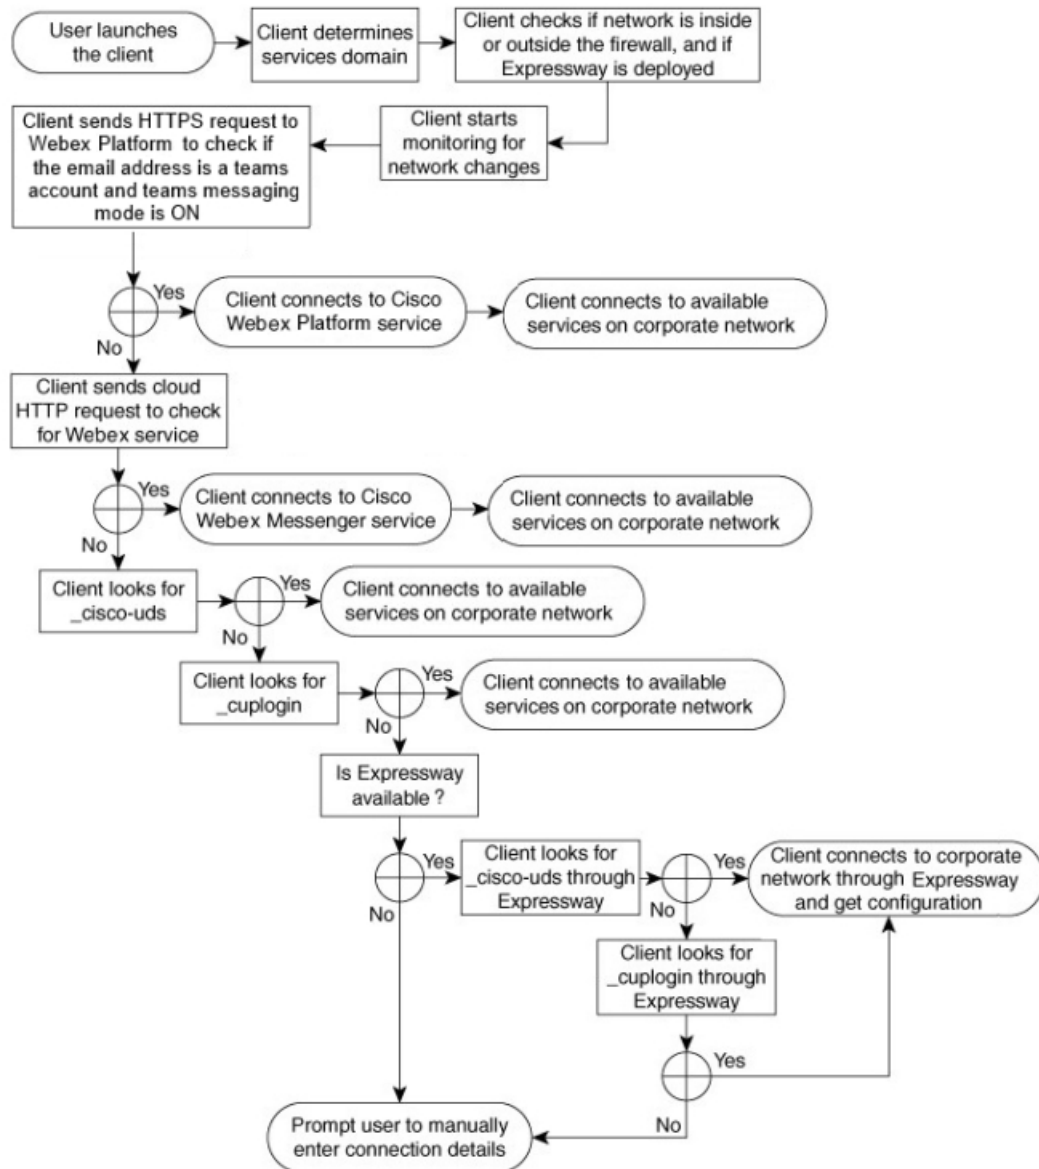 User launches
the client
Client determines
services domain
Client checks if network is inside
or outside the firewall, and if
Expressway is deployed
Client sends HTTPS request to
Webex Platform to check if
the email address is a teams
account and teams messaging
mode is ON
Client starts
monitoring for
network changes
Yes
Client connects to Cisco
Webex Platform service
Client connects to available
services on corporate network
No
Client sends cloud
HTTP request to check
for Webex service
Yes
Client connects to Cisco
Webex Messenger service
Client connects to available
services on corporate network
No
Client looks for
_cisco-uds
Yes
Client connects to available
services on corporate network
No
Client looks for
_cuplogin
Yes
Client connects to available
services on corporate network
No
Is Expressway
available ?
Yes
Client looks for
_cisco-uds through
Expressway
Yes
Client connects to corporate
network through Expressway
and get configuration
No
No
Client looks for
_cuplogin through
Expressway
Yes
No
Prompt user to manually
enter connection details